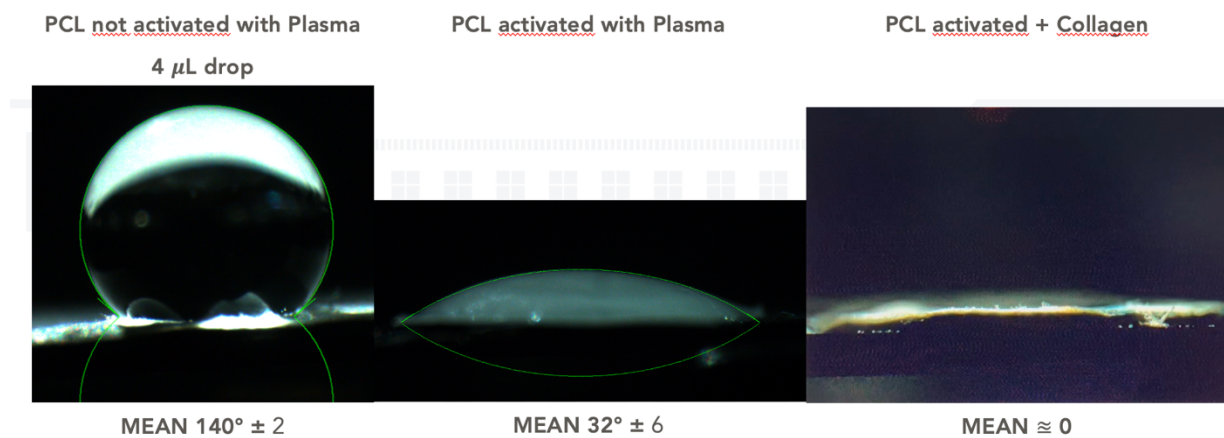 PCL not activated with Plasma
4 μL drop
MEAN 140° ± 2
PCL activated with Plasma
MEAN 32° ± 6
PCL activated + Collagen
MEAN ≊ 0